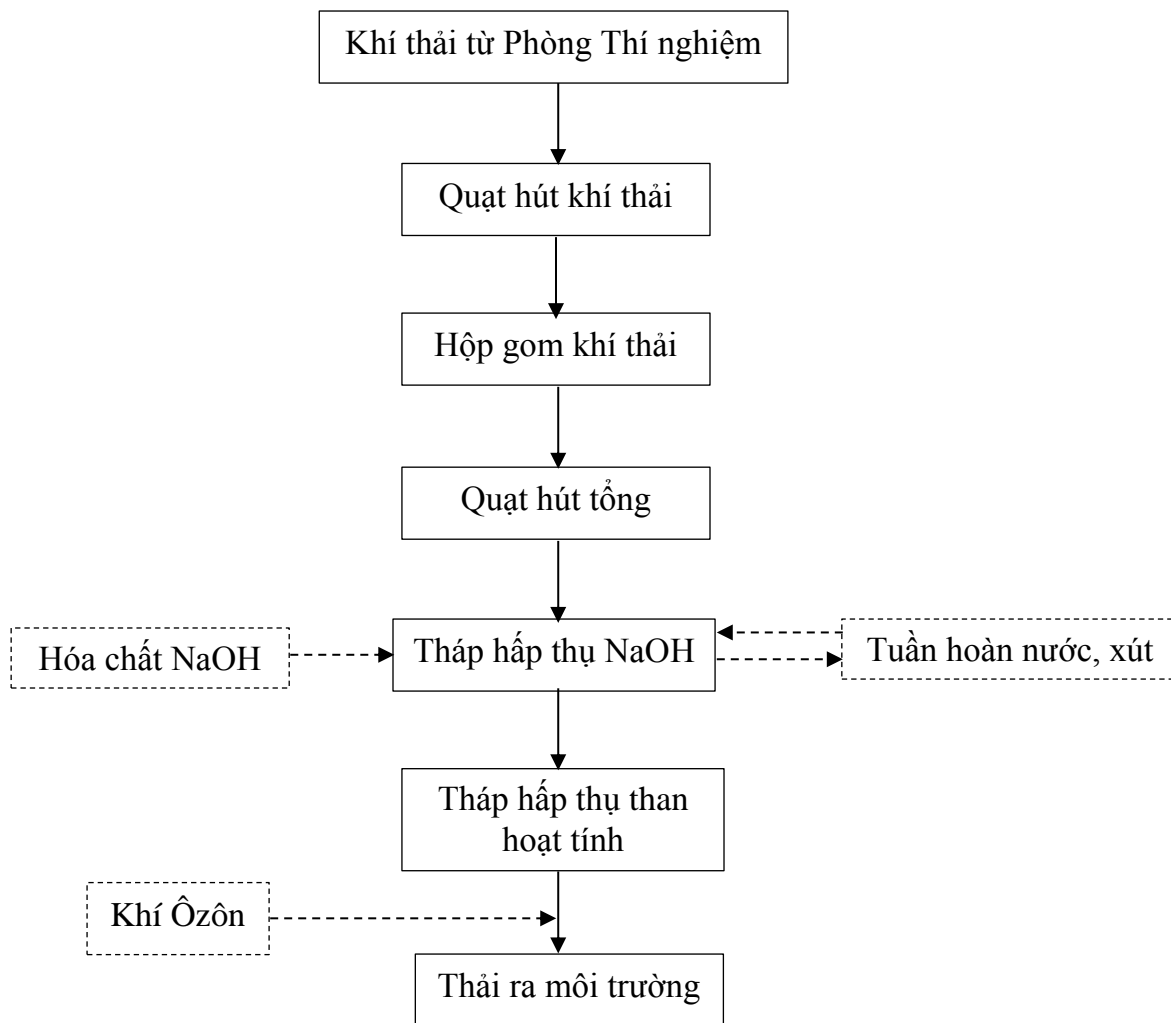 Khí thải từ Phòng Thí nghiệm
Quạt hút khí thải
Hộp gom khí thải
Quạt hút tổng
Hóa chất NaOH
Tháp hấp thụ NaOH
Tuần hoàn nước, xút
Tháp hấp thụ than
hoạt tính
Khí Ôzôn
Thải ra môi trường